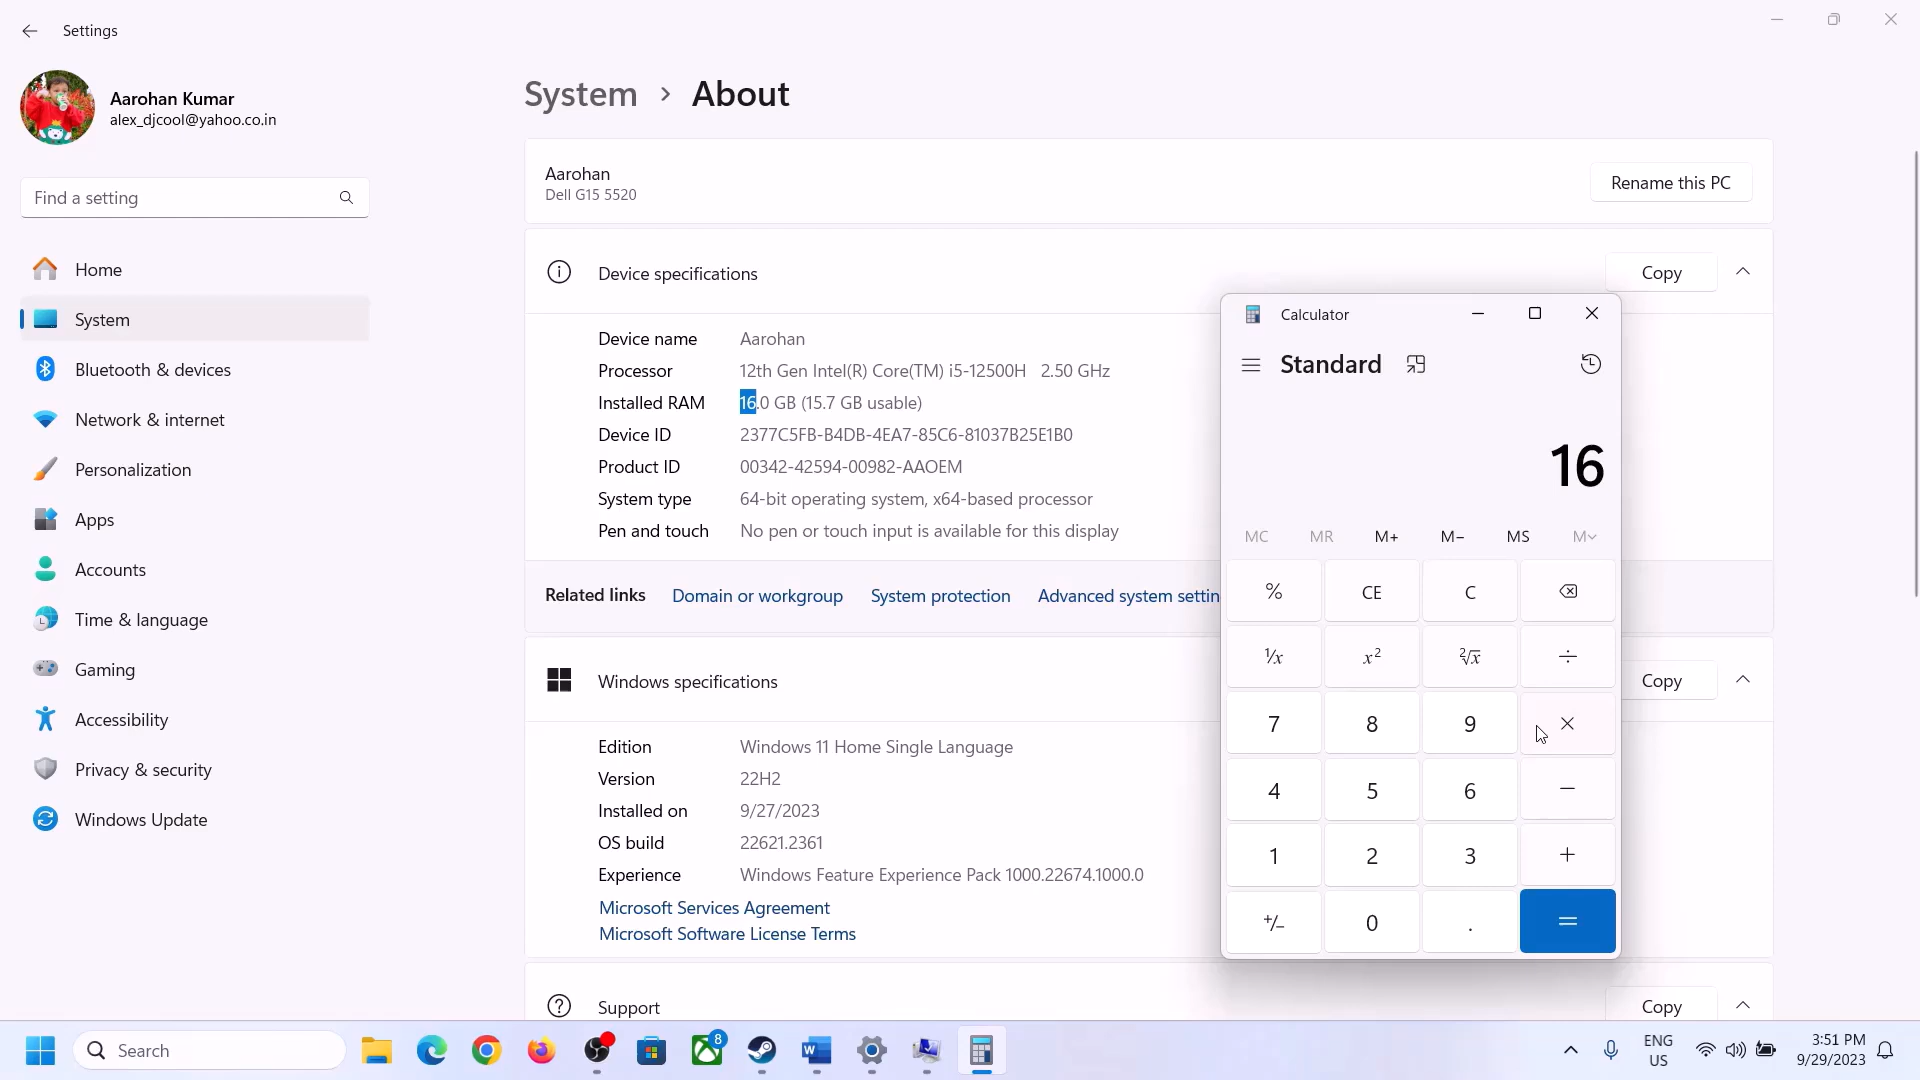 Settings
Aarohan Kumar
alex_djcool@yahoo.co.in
Find a setting
Home
System
Bluetooth & devices
Network & internet
Personalization
Apps
Accounts
Time & language
Gaming
Accessibility
Privacy & security
Windows Update
System > About
Aarohan
Dell G15 5520
Rename this PC
Device specifications
Copy
Device name Aarohan
Processor 12th Gen Intel(R) Core(TM) i5-12500H 2.50 GHz
Installed RAM 16.0 GB (15.7 GB usable)
Device ID 2377C5FB-B4DB-4EA7-85C6-81037B25E1B0
Product ID 00342-42594-00982-AAOEM
System type 64-bit operating system, x64-based processor
Pen and touch No pen or touch input is available for this display
Related links Domain or workgroup System protection Advanced system settin
Windows specifications
Copy
Edition Windows 11 Home Single Language
Version 22H2
Installed on 9/27/2023
OS build 22621.2361
Experience Windows Feature Experience Pack 1000.22674.1000.0
Microsoft Services Agreement
Microsoft Software License Terms
Support
Copy
Calculator
Standard
16
MC MR M+ M− MS M
% CE C
⅟x x² ²√x ÷
7 8 9 ×
4 5 6 −
1 2 3 +
+/− 0 . =
Search
8
ENG
US
3:51 PM
9/29/2023